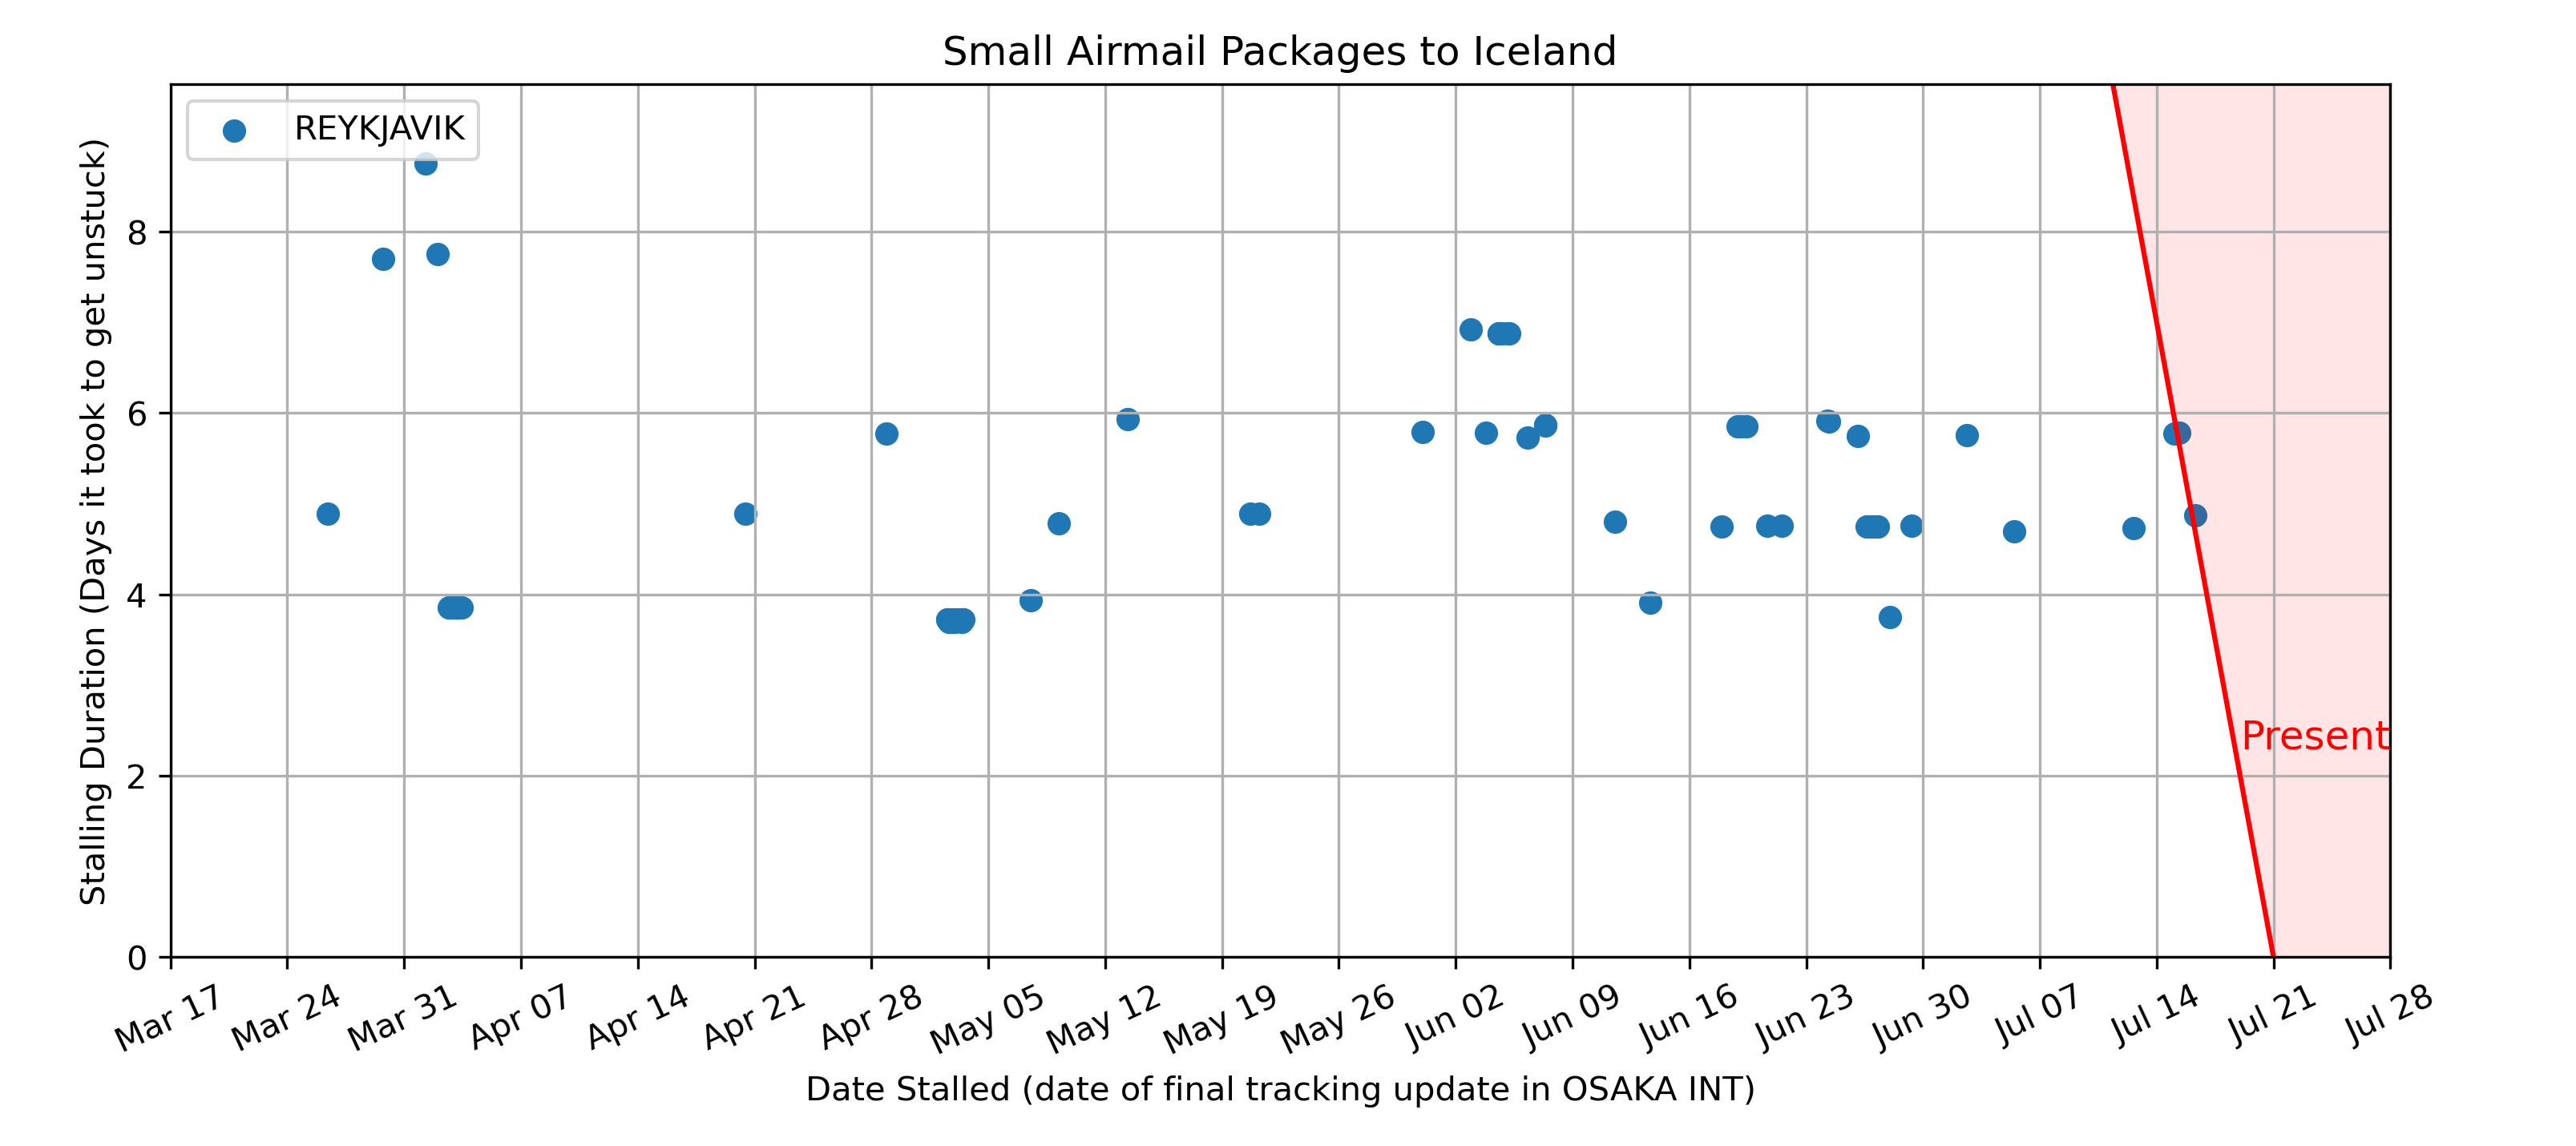 Small Airmail Packages to Iceland
REYKJAVIK
Stalling Duration (Days it took to get unstuck)
8
6
4
2
0
Present
Mar 17 Mar 24 Mar 31 Apr 07 Apr 14 Apr 21 Apr 28 May 05 May 12 May 19 May 26 Jun 02 Jun 09 Jun 16 Jun 23 Jun 30 Jul 07 Jul 14 Jul 21 Jul 28
Date Stalled (date of final tracking update in OSAKA INT)